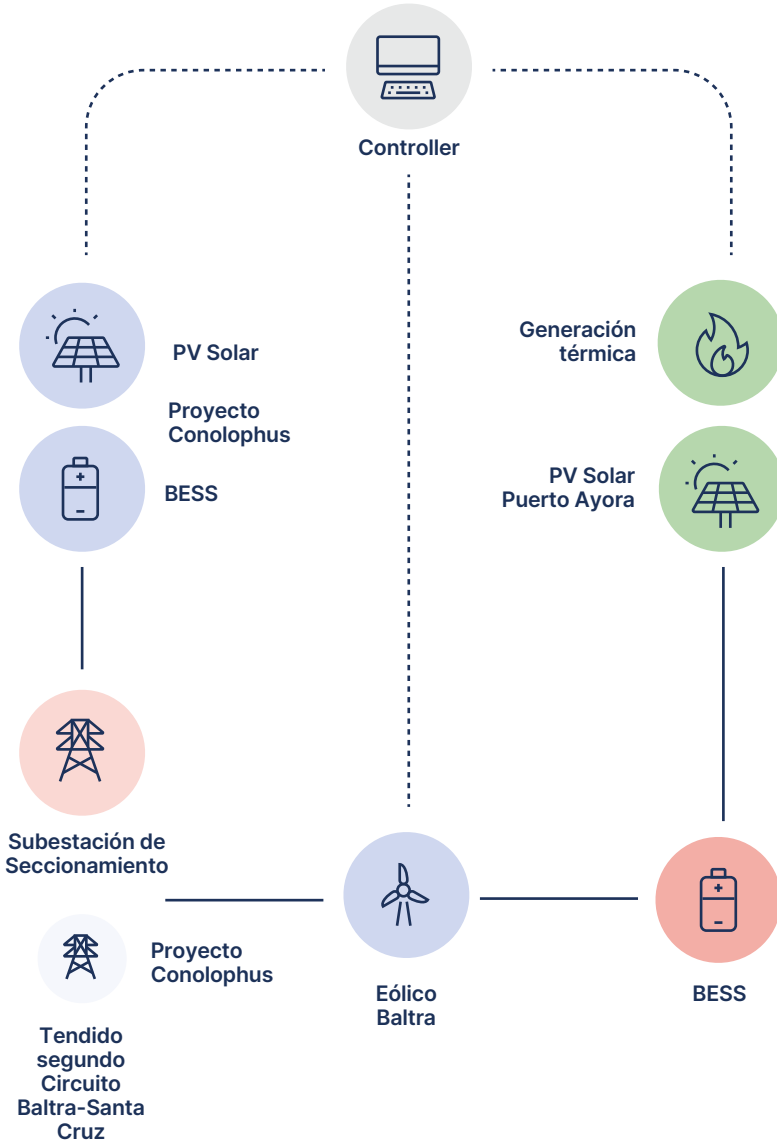 Controller
PV Solar
Proyecto
Conolophus
BESS
Generación
térmica
PV Solar
Puerto Ayora
Subestación de
Seccionamiento
Proyecto
Conolophus
Tendido
segundo
Circuito
Baltra-Santa
Cruz
Eólico
Baltra
BESS